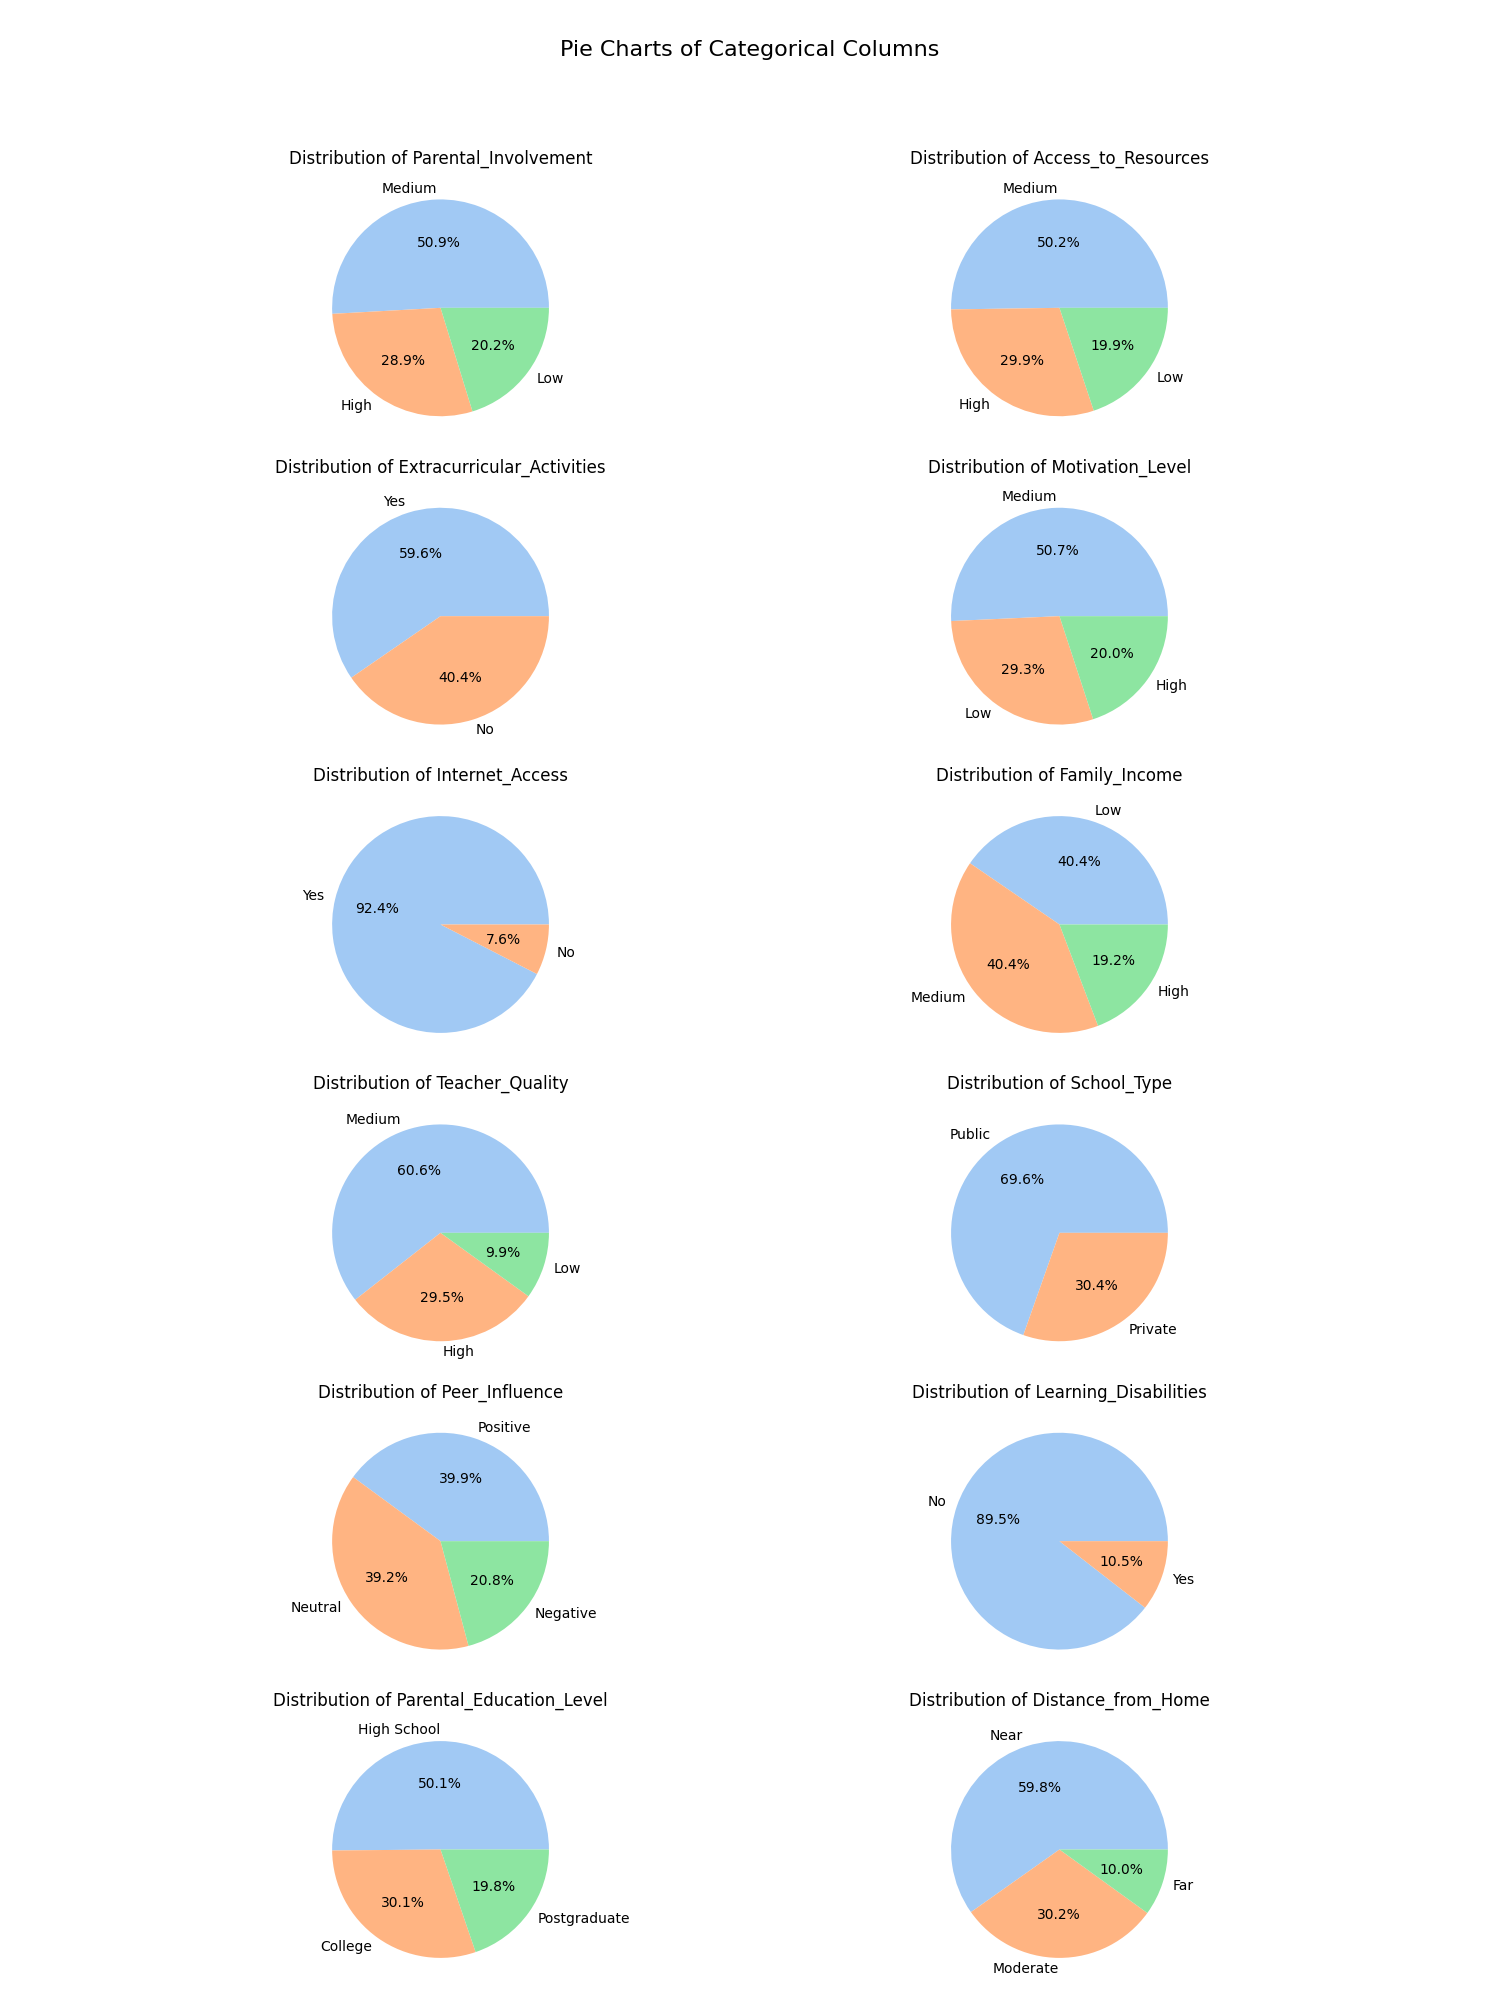 Pie Charts of Categorical Columns
Distribution of Parental_Involvement
Medium
50.9%
28.9%
20.2%
High
Low
Distribution of Access_to_Resources
Medium
50.2%
29.9%
19.9%
High
Low
Distribution of Extracurricular_Activities
Yes
59.6%
40.4%
No
Distribution of Motivation_Level
Medium
50.7%
29.3%
20.0%
Low
High
Distribution of Internet_Access
Yes
92.4%
7.6%
No
Distribution of Family_Income
Low
40.4%
40.4%
19.2%
Medium
High
Distribution of Teacher_Quality
Medium
60.6%
9.9%
Low
29.5%
High
Distribution of School_Type
Public
69.6%
30.4%
Private
Distribution of Peer_Influence
Positive
39.9%
39.2%
20.8%
Neutral
Negative
Distribution of Learning_Disabilities
No
89.5%
10.5%
Yes
Distribution of Parental_Education_Level
High School
50.1%
30.1%
19.8%
College
Postgraduate
Distribution of Distance_from_Home
Near
59.8%
10.0%
Far
30.2%
Moderate